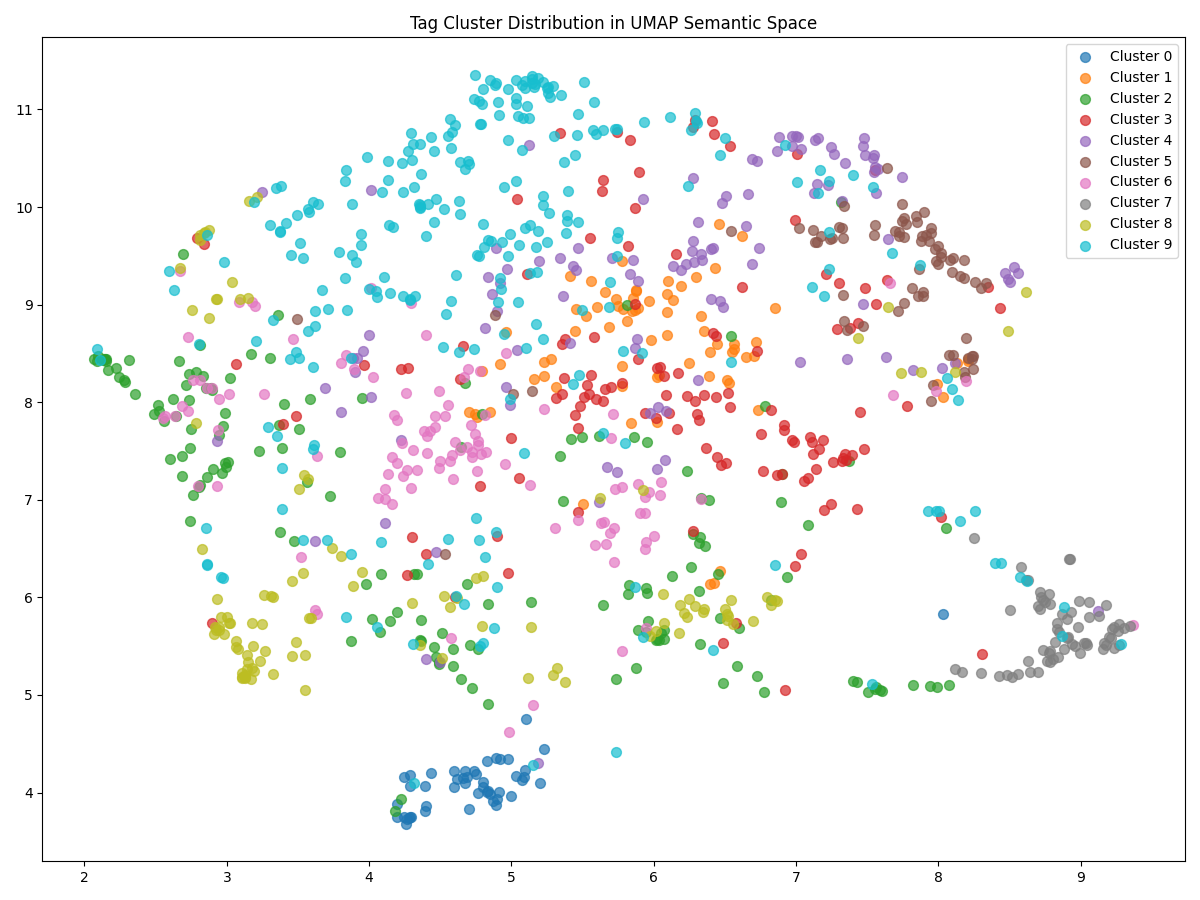 Tag Cluster Distribution in UMAP Semantic Space
Cluster 0
Cluster 1
Cluster 2
Cluster 3
Cluster 4
Cluster 5
Cluster 6
Cluster 7
Cluster 8
Cluster 9
11
10
9
8
7
6
5
4
2 3 4 5 6 7 8 9